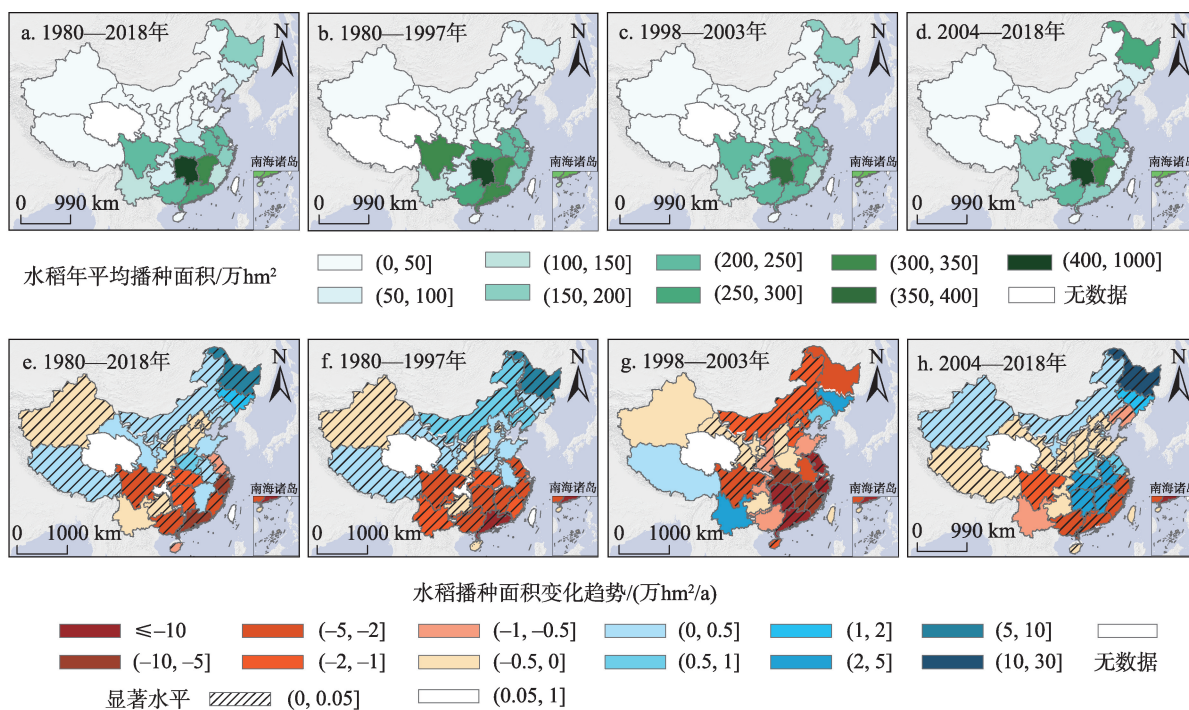 a. 1980—2018年
N
南海诸岛
0 990 km
b. 1980—1997年
N
南海诸岛
0 990 km
c. 1998—2003年
N
南海诸岛
0 990 km
d. 2004—2018年
N
南海诸岛
0 990 km
水稻年平均播种面积/万hm²
(0, 50] (100, 150] (200, 250] (300, 350] (400, 1000]
(50, 100] (150, 200] (250, 300] (350, 400] 无数据
e. 1980—2018年
N
南海诸岛
0 1000 km
f. 1980—1997年
N
南海诸岛
0 1000 km
g. 1998—2003年
N
南海诸岛
0 1000 km
h. 2004—2018年
N
南海诸岛
0 990 km
水稻播种面积变化趋势/(万hm²/a)
≤–10 (–5, –2] (–1, –0.5] (0, 0.5] (1, 2] (5, 10]
(–10, –5] (–2, –1] (–0.5, 0] (0.5, 1] (2, 5] (10, 30] 无数据
显著水平 (0, 0.05] (0.05, 1]